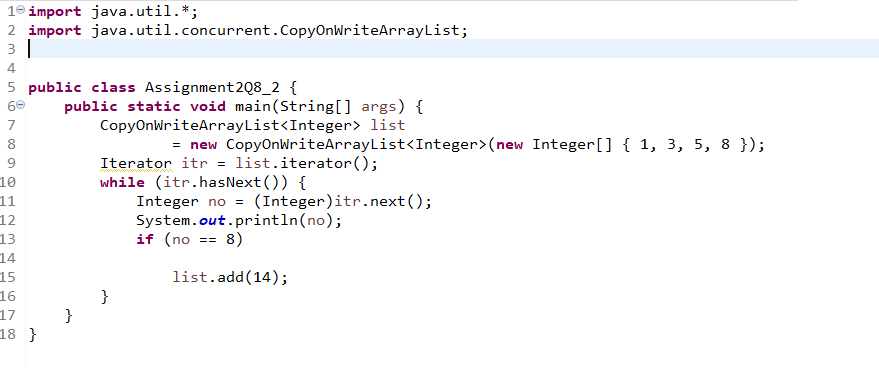 1 import java.util.*;
2 import java.util.concurrent.CopyOnWriteArrayList;
3
4
5 public class Assignment2Q8_2 {
6     public static void main(String[] args) {
7         CopyOnWriteArrayList<Integer> list
8                 = new CopyOnWriteArrayList<Integer>(new Integer[] { 1, 3, 5, 8 });
9         Iterator itr = list.iterator();
10         while (itr.hasNext()) {
11             Integer no = (Integer)itr.next();
12             System.out.println(no);
13             if (no == 8)
14
15                 list.add(14);
16         }
17     }
18 }